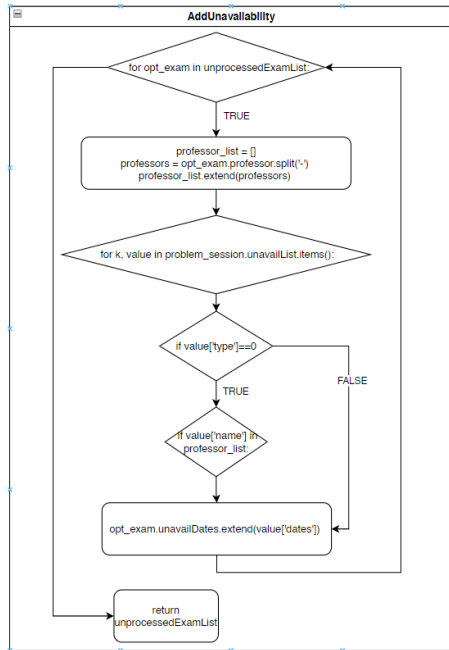 AddUnavailability
for opt_exam in unprocessedExamList:
TRUE
professor_list = []
professors = opt_exam.professor.split('-')
professor_list.extend(professors)
for k, value in problem_session.unavailList.items():
if value['type']==0
FALSE
TRUE
if value['name'] in
professor_list:
opt_exam.unavailDates.extend(value['dates'])
return
unprocessedExamList